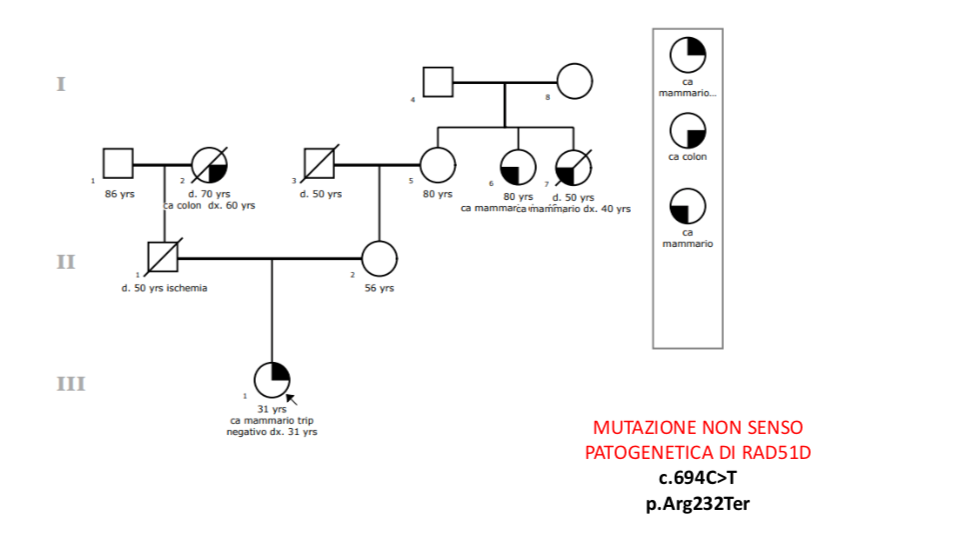 I
4
8
1
2
3
5
6
7
86 yrs
d. 70 yrs
ca colon dx. 60 yrs
d. 50 yrs
80 yrs
80 yrs
ca mammario
d. 50 yrs
ca mammario dx. 40 yrs
II
1
2
d. 50 yrs ischemia
56 yrs
III
1
31 yrs
ca mammario trip
negativo dx. 31 yrs
ca
mammario...
ca colon
ca
mammario
MUTAZIONE NON SENSO
PATOGENETICA DI RAD51D
c.694C>T
p.Arg232Ter